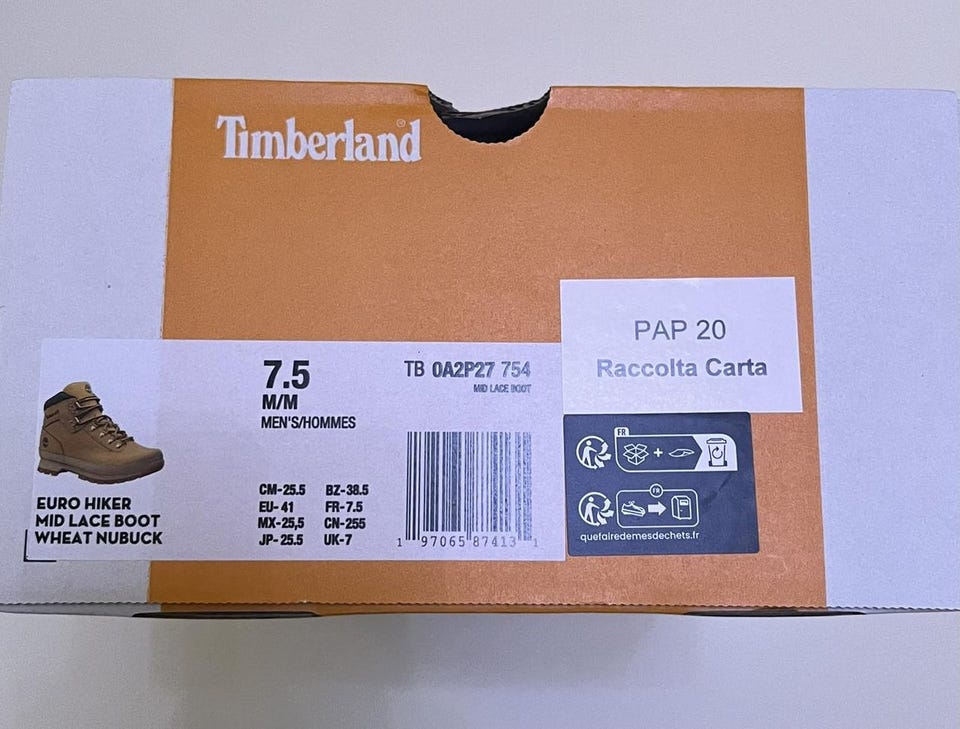 Timberland®
PAP 20
Raccolta Carta
7.5
M/M
MEN'S/HOMMES
TB 0A2P27 754
MID LACE BOOT
CM-25.5 BZ-38.5
EU-41 FR-7.5
MX-25,5 CN-255
JP-25.5 UK-7
1 97065 87413 1
EURO HIKER
MID LACE BOOT
WHEAT NUBUCK
FR
FR
quefairedemesdechets.fr